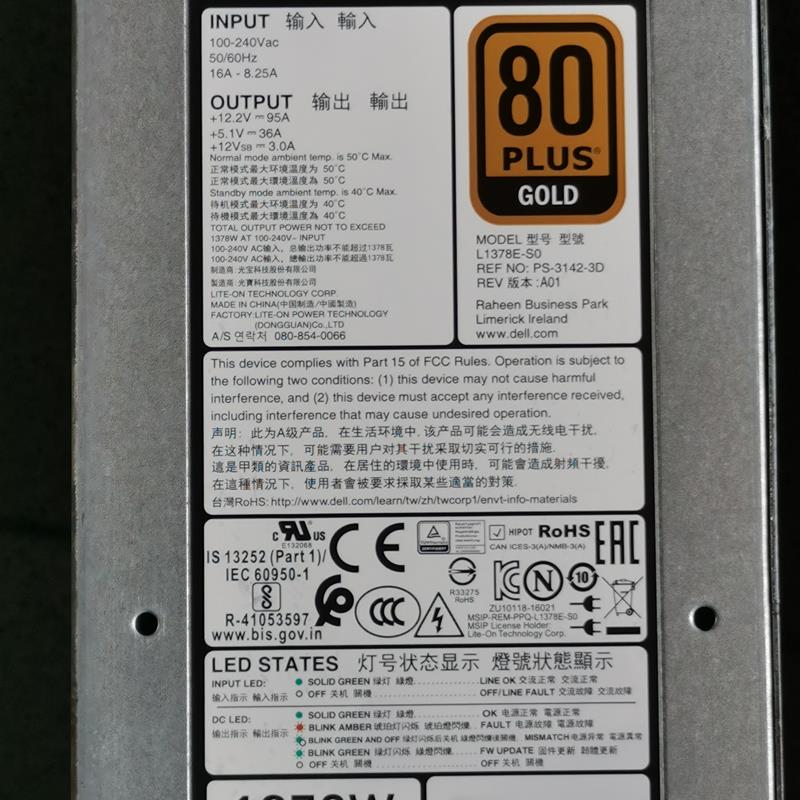 INPUT 输入 輸入
100-240Vac
50/60Hz
16A - 8.25A
OUTPUT 输出 輸出
+12.2V ⎓ 95A
+5.1V ⎓ 36A
+12VSB ⎓ 3.0A
Normal mode ambient temp. is 50°C Max.
正常模式最大环境温度为 50°C
正常模式最大環境溫度為 50°C
Standby mode ambient temp. is 40°C Max.
待机模式最大环境温度为 40°C
待機模式最大環境溫度為 40°C
TOTAL OUTPUT POWER NOT TO EXCEED
1378W AT 100-240V~ INPUT
100-240V AC输入，总输出功率不能超过1378瓦
100-240V AC輸入，總輸出功率不能超過1378瓦
制造商: 光宝科技股份有限公司
製造商: 光寶科技股份有限公司
LITE-ON TECHNOLOGY CORP.
MADE IN CHINA(中国制造/中國製造)
FACTORY:LITE-ON POWER TECHNOLOGY
(DONGGUAN)Co.,LTD
A/S 연락처 080-854-0066
80
PLUS®
GOLD
MODEL 型号 型號
L1378E-S0
REF NO: PS-3142-3D
REV 版本 :A01
Raheen Business Park
Limerick Ireland
www.dell.com
This device complies with Part 15 of FCC Rules. Operation is subject to
the following two conditions: (1) this device may not cause harmful
interference, and (2) this device must accept any interference received,
including interference that may cause undesired operation.
声明：此为A级产品，在生活环境中,该产品可能会造成无线电干扰,
在这种情况下，可能需要用户对其干扰采取切实可行的措施.
這是甲類的資訊產品，在居住的環境中使用時，可能會造成射頻干擾，
在這種情況下，使用者會被要求採取某些適當的對策.
台灣RoHS: http://www.dell.com/learn/tw/zh/twcorp1/envt-info-materials
c RU us
E132068
CE
HIPOT RoHS
CAN ICES-3(A)/NMB-3(A)
EAC
IS 13252 (Part 1)/
IEC 60950-1
R-41053597
www.bis.gov.in
CCC
R33275
RoHS
KC
N
10
ZU10118-16021
MSIP-REM-PPQ-L1378E-S0
MSIP License Holder:
Lite-On Technology Corp.
LED STATES 灯号状态显示 燈號狀態顯示
INPUT LED: SOLID GREEN 绿灯 綠燈 LINE OK 交流正常 交流正常
输入指示 輸入指示 OFF 关机 關機 OFF/LINE FAULT 交流故障 交流故障
DC LED: SOLID GREEN 绿灯 綠燈 OK 电源正常 電源正常
输出指示 輸出指示 BLINK AMBER 琥珀灯闪烁 琥珀燈閃爍 FAULT 电源故障 電源故障
BLINK GREEN AND OFF 绿灯闪烁后关机 綠燈閃爍後關機 MISMATCH 电源异常 電源異常
BLINK GREEN 绿灯闪烁 綠燈閃爍 FW UPDATE 固件更新 韌體更新
OFF 关机 關機 OFF 关机 關機